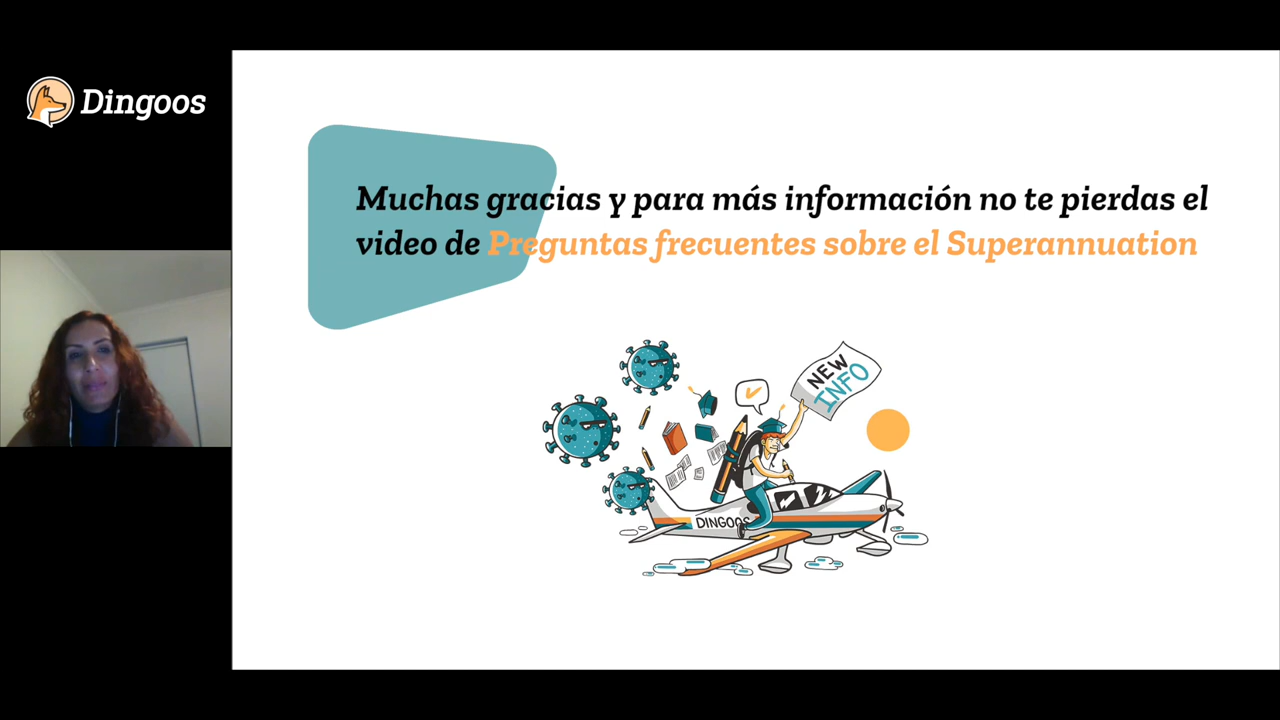 Dingoos
Muchas gracias y para más información no te pierdas el
video de Preguntas frecuentes sobre el Superannuation
NEW
INFO
DINGOOS